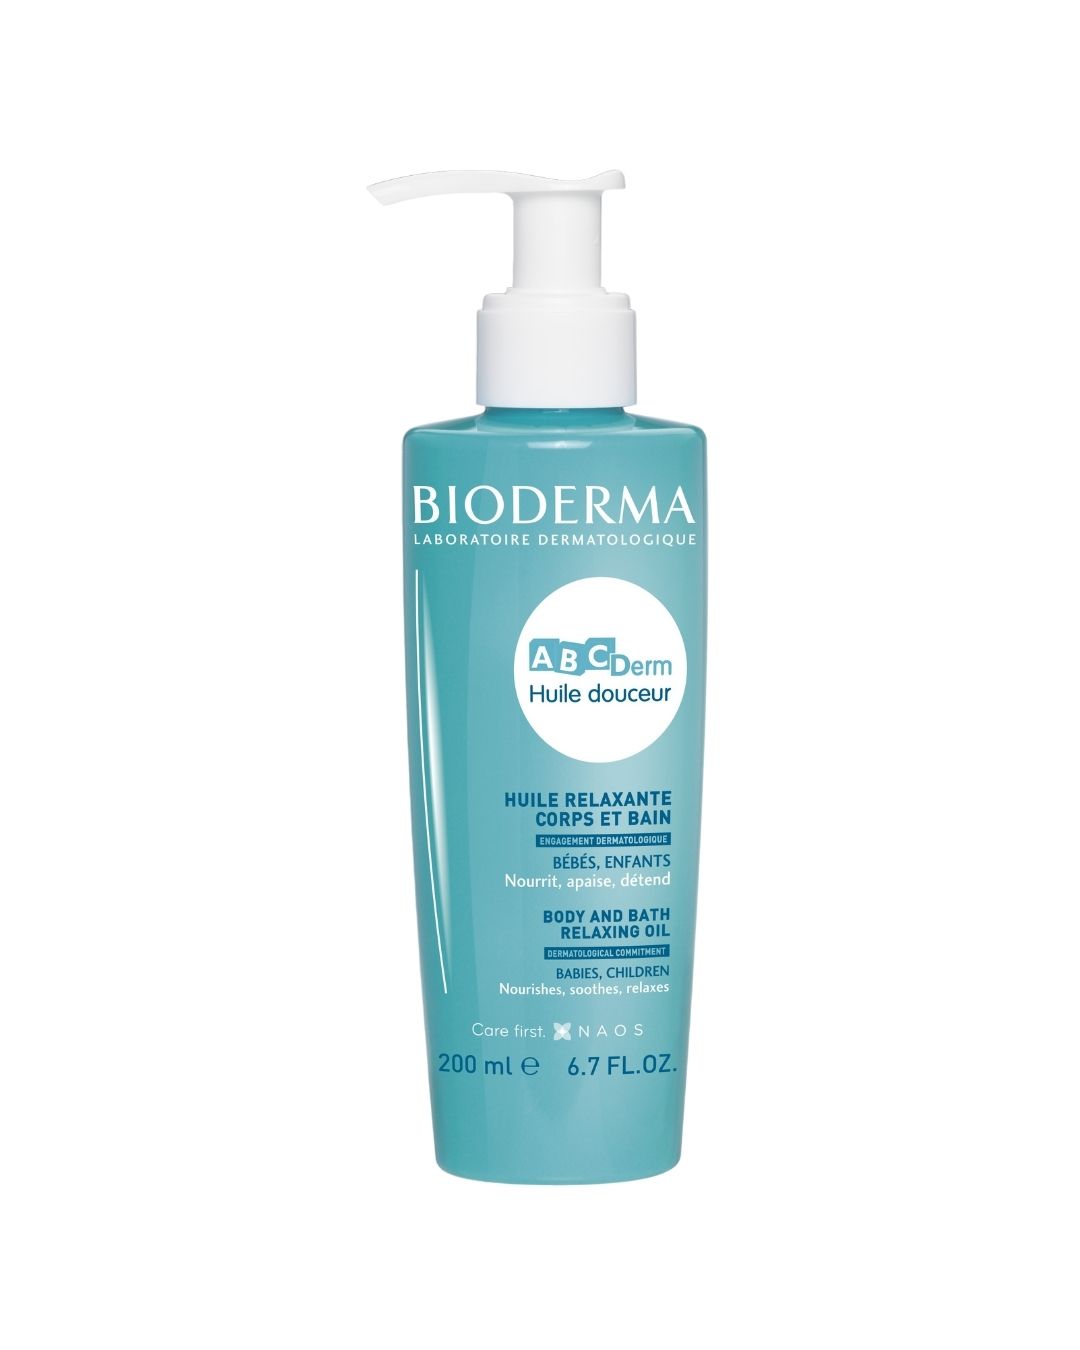 BIODERMA
LABORATOIRE DERMATOLOGIQUE
ABCDerm
Huile douceur
HUILE RELAXANTE
CORPS ET BAIN
ENGAGEMENT DERMATOLOGIQUE
BÉBÉS, ENFANTS
Nourrit, apaise, détend
BODY AND BATH
RELAXING OIL
DERMATOLOGICAL COMMITMENT
BABIES, CHILDREN
Nourishes, soothes, relaxes
Care first. NAOS
200 ml ℮ 6.7 FL.OZ.